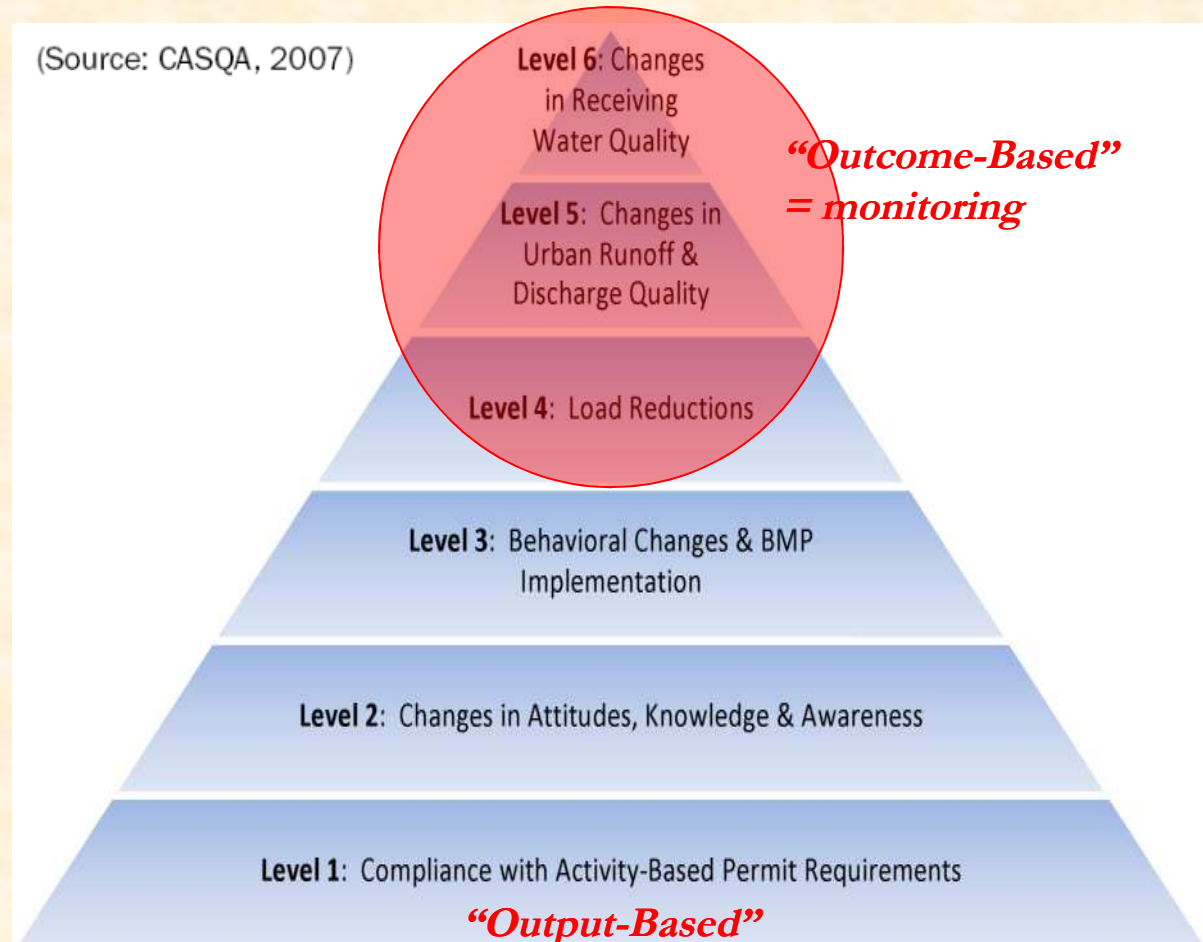 (Source: CASQA, 2007)
Level 6: Changes
in Receiving
Water Quality
“Outcome-Based”
= monitoring
Level 5:  Changes in
Urban Runoff &
Discharge Quality
Level 4:  Load Reductions
Level 3:  Behavioral Changes & BMP
Implementation
Level 2:  Changes in Attitudes, Knowledge & Awareness
Level 1:  Compliance with Activity-Based Permit Requirements
“Output-Based”